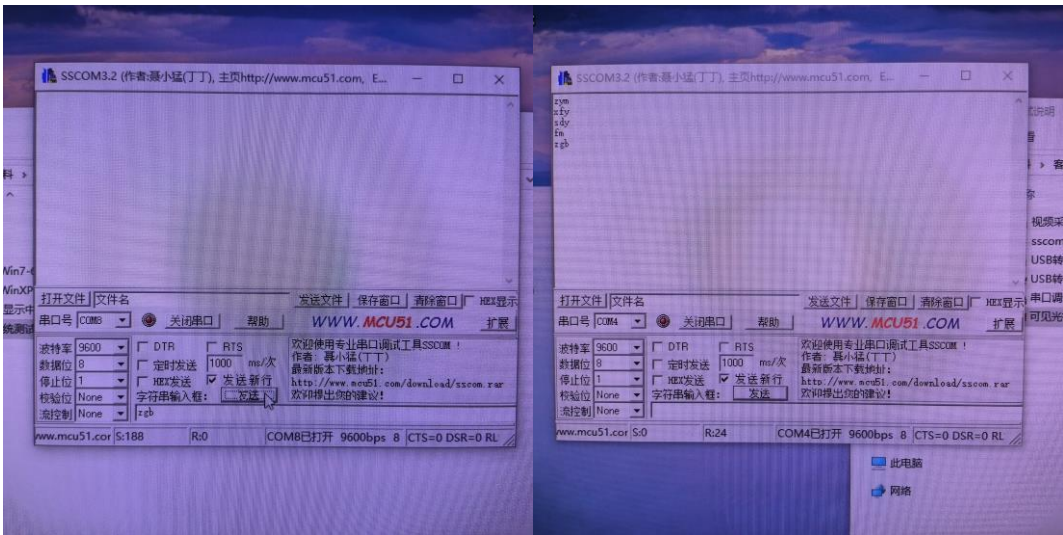 SSCOM3.2 (作者:聂小猛(丁丁), 主页http://www.mcu51.com, E...
打开文件 文件名 发送文件 保存窗口 清除窗口 HEX显示
串口号 COM8 关闭串口 帮助 WWW.MCU51.COM 扩展
波特率 9600 DTR RTS
数据位 8 定时发送 1000 ms/次
停止位 1 HEX发送 发送新行
校验位 None 字符串输入框: 发送
流控制 None zgb
欢迎使用专业串口调试工具SSCOM !
作者: 聂小猛(丁丁)
最新版本下载地址:
http://www.mcu51.com/download/sscom.rar
欢迎提出您的建议!
www.mcu51.cor S:188 R:0 COM8已打开 9600bps 8 CTS=0 DSR=0 RL
料
Win7-6
WinXP
显示中
统测试
SSCOM3.2 (作者:聂小猛(丁丁), 主页http://www.mcu51.com, E...
zym
xfy
xdy
fm
zgb
打开文件 文件名 发送文件 保存窗口 清除窗口 HEX显示
串口号 COM4 关闭串口 帮助 WWW.MCU51.COM 扩展
波特率 9600 DTR RTS
数据位 8 定时发送 1000 ms/次
停止位 1 HEX发送 发送新行
校验位 None 字符串输入框: 发送
流控制 None
欢迎使用专业串口调试工具SSCOM !
作者: 聂小猛(丁丁)
最新版本下载地址:
http://www.mcu51.com/download/sscom.rar
欢迎提出您的建议!
www.mcu51.cor S:0 R:24 COM4已打开 9600bps 8 CTS=0 DSR=0 RL
说明
看
客
视频采
sscom
USB转
USB转
串口调
可见光
此电脑
网络